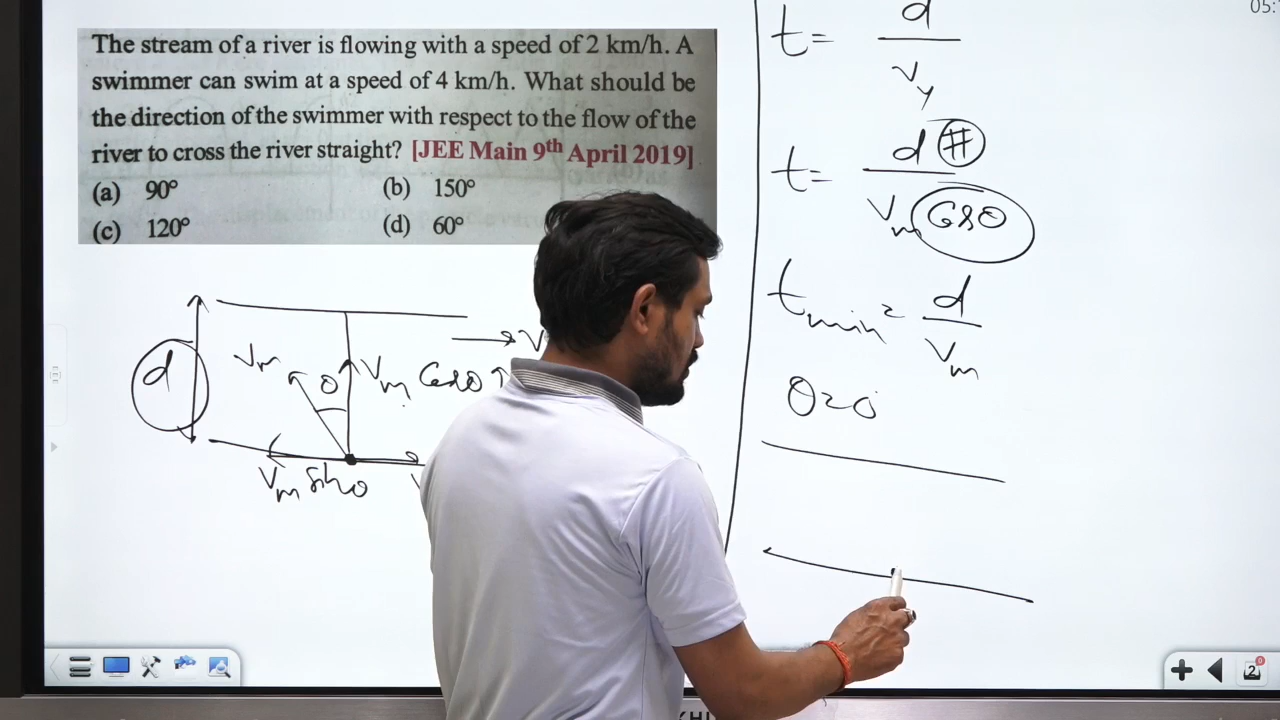 The stream of a river is flowing with a speed of 2 km/h. A
swimmer can swim at a speed of 4 km/h. What should be
the direction of the swimmer with respect to the flow of the
river to cross the river straight? [JEE Main 9th April 2019]
(a) 90° (b) 150°
(c) 120° (d) 60°
d
Vm θ Vm Cosθ V
Vm Sinθ
t= d
Vy
t= d #
Vm Cosθ
tmin = d
Vm
θ=0
05:
2